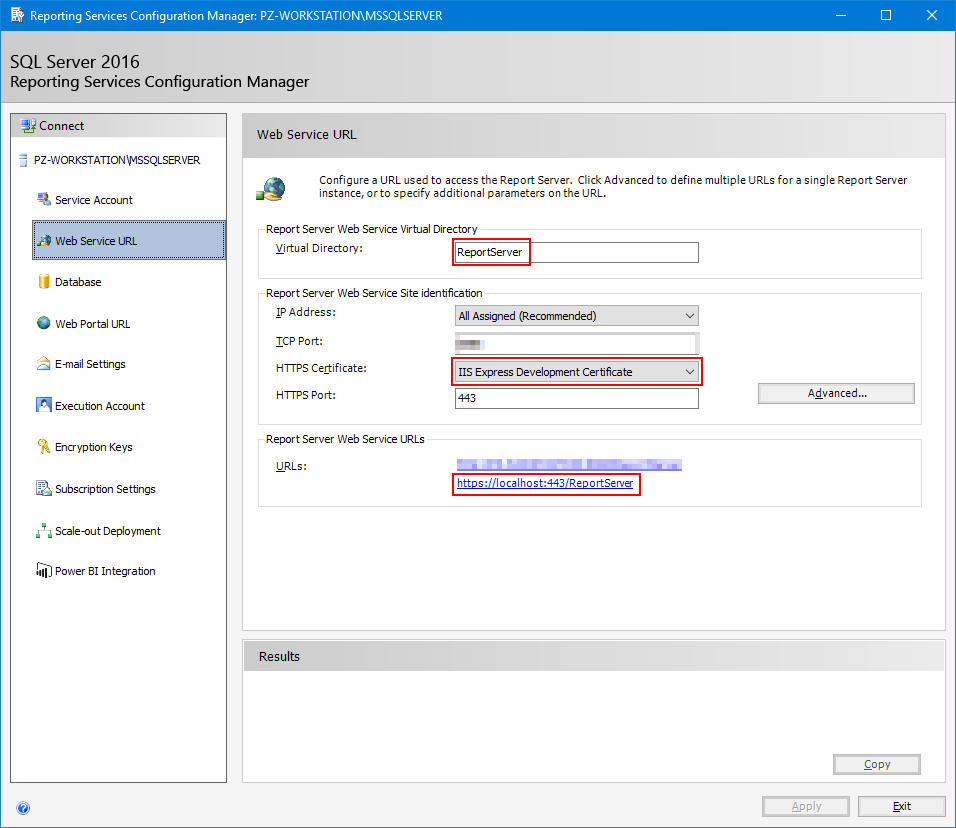 Reporting Services Configuration Manager: PZ-WORKSTATION\MSSQLSERVER
SQL Server 2016
Reporting Services Configuration Manager
Connect
PZ-WORKSTATION\MSSQLSERVER
Service Account
Web Service URL
Database
Web Portal URL
E-mail Settings
Execution Account
Encryption Keys
Subscription Settings
Scale-out Deployment
Power BI Integration
Web Service URL
Configure a URL used to access the Report Server. Click Advanced to define multiple URLs for a single Report Server
instance, or to specify additional parameters on the URL.
Report Server Web Service Virtual Directory
Virtual Directory: ReportServer
Report Server Web Service Site identification
IP Address: All Assigned (Recommended)
TCP Port:
HTTPS Certificate: IIS Express Development Certificate
HTTPS Port: 443
Advanced...
Report Server Web Service URLs
URLs:
https://localhost:443/ReportServer
Results
Copy
Apply Exit